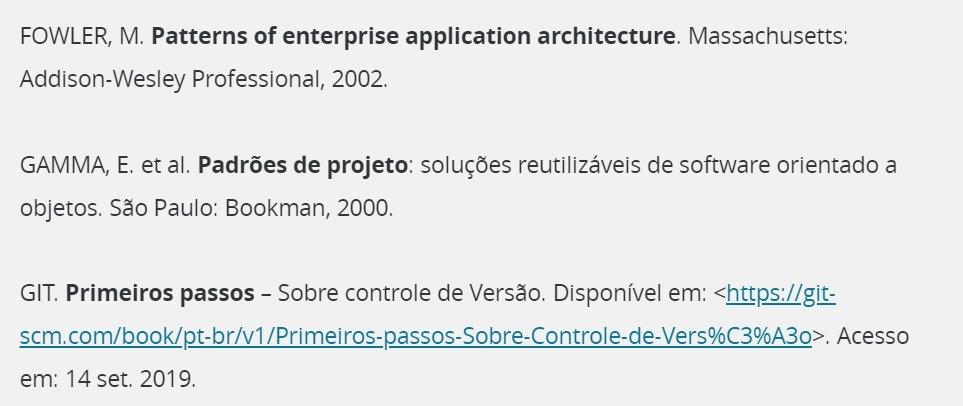 FOWLER, M. Patterns of enterprise application architecture. Massachusetts:
Addison-Wesley Professional, 2002.
GAMMA, E. et al. Padrões de projeto: soluções reutilizáveis de software orientado a
objetos. São Paulo: Bookman, 2000.
GIT. Primeiros passos – Sobre controle de Versão. Disponível em: <https://git-
scm.com/book/pt-br/v1/Primeiros-passos-Sobre-Controle-de-Vers%C3%A3o>. Acesso
em: 14 set. 2019.